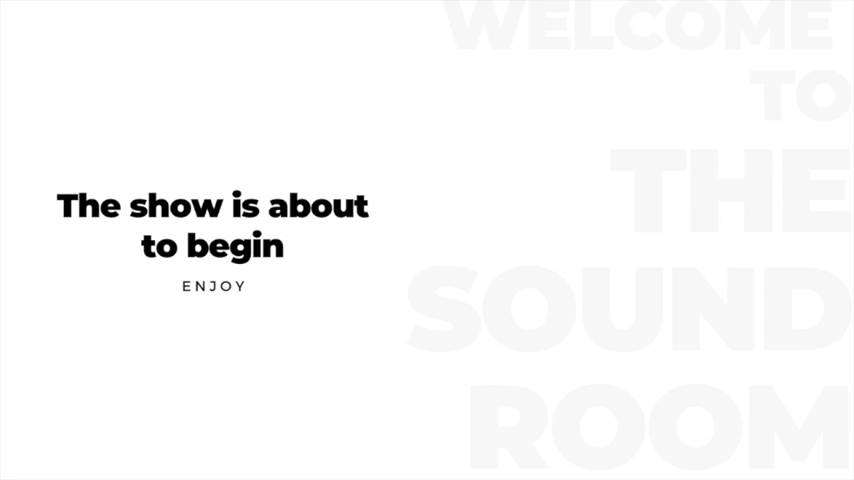 The show is about
to begin
ENJOY
WELCOME
TO
THE
SOUND
ROOM